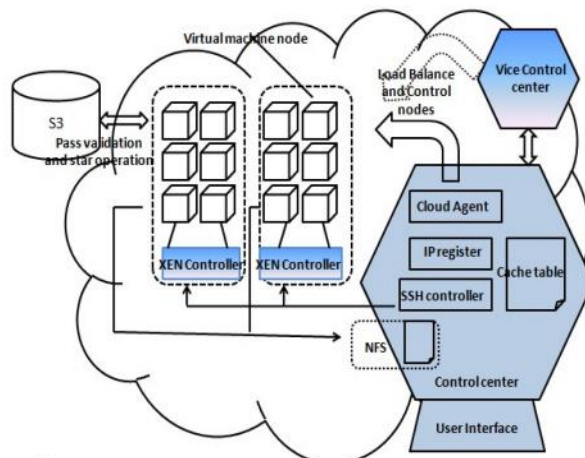 Virtual machine node
Load Balance
and Control
nodes
Vice Control
center
S3
Pass validation
and star operation
Cloud Agent
IP register
Cache table
SSH controller
XEN Controller
XEN Controller
NFS
Control center
User Interface